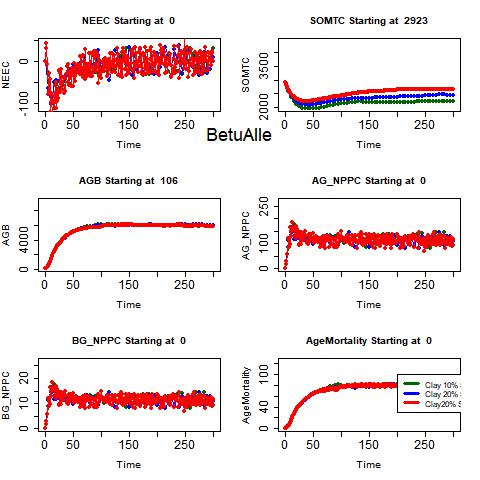 NEEC Starting at 0
NEEC
-100 0
0 50 150 250
Time
SOMTC Starting at 2923
SOMTC
2000 3500
0 50 150 250
Time
BetuAlle
AGB Starting at 106
AGB
0 4000
0 50 150 250
Time
AG_NPPC Starting at 0
AG_NPPC
0 100 250
0 50 150 250
Time
BG_NPPC Starting at 0
BG_NPPC
0 10 20
0 50 150 250
Time
AgeMortality Starting at 0
AgeMortality
0 40 100
0 50 150 250
Time
Clay 10%
Clay 20%
Clay20% S